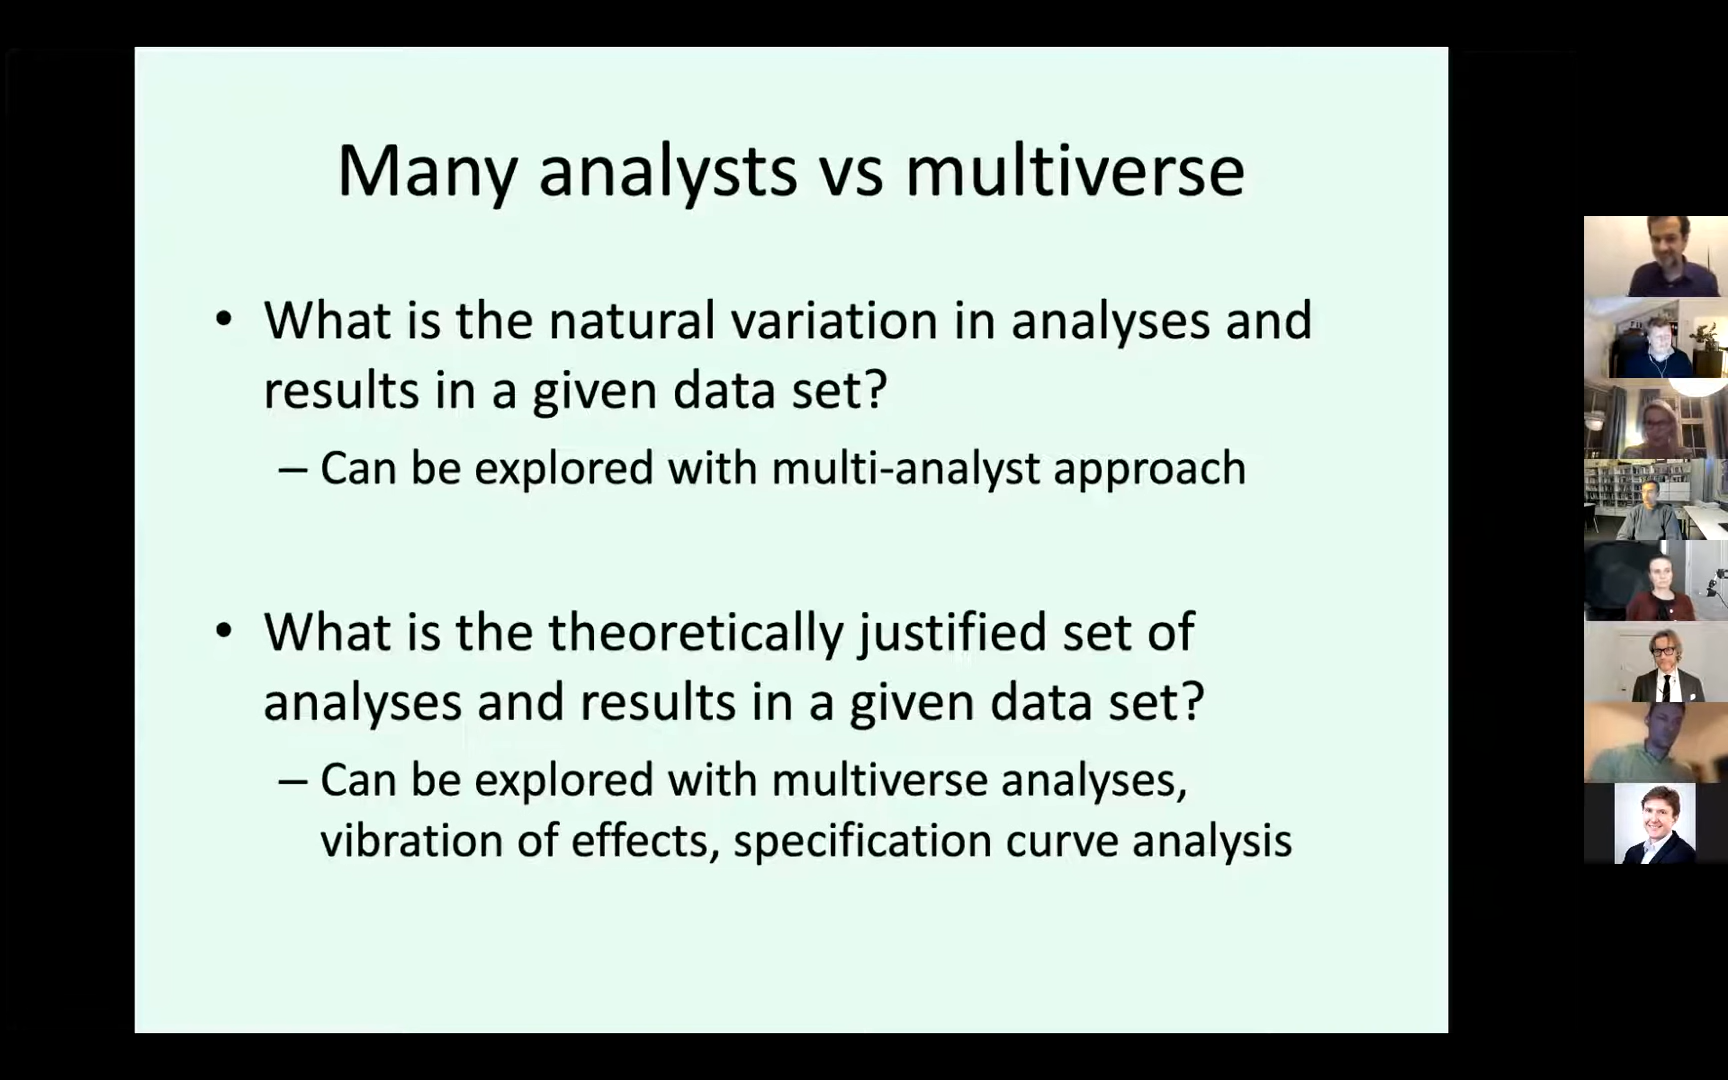 Many analysts vs multiverse
• What is the natural variation in analyses and
results in a given data set?
– Can be explored with multi-analyst approach
• What is the theoretically justified set of
analyses and results in a given data set?
– Can be explored with multiverse analyses,
vibration of effects, specification curve analysis